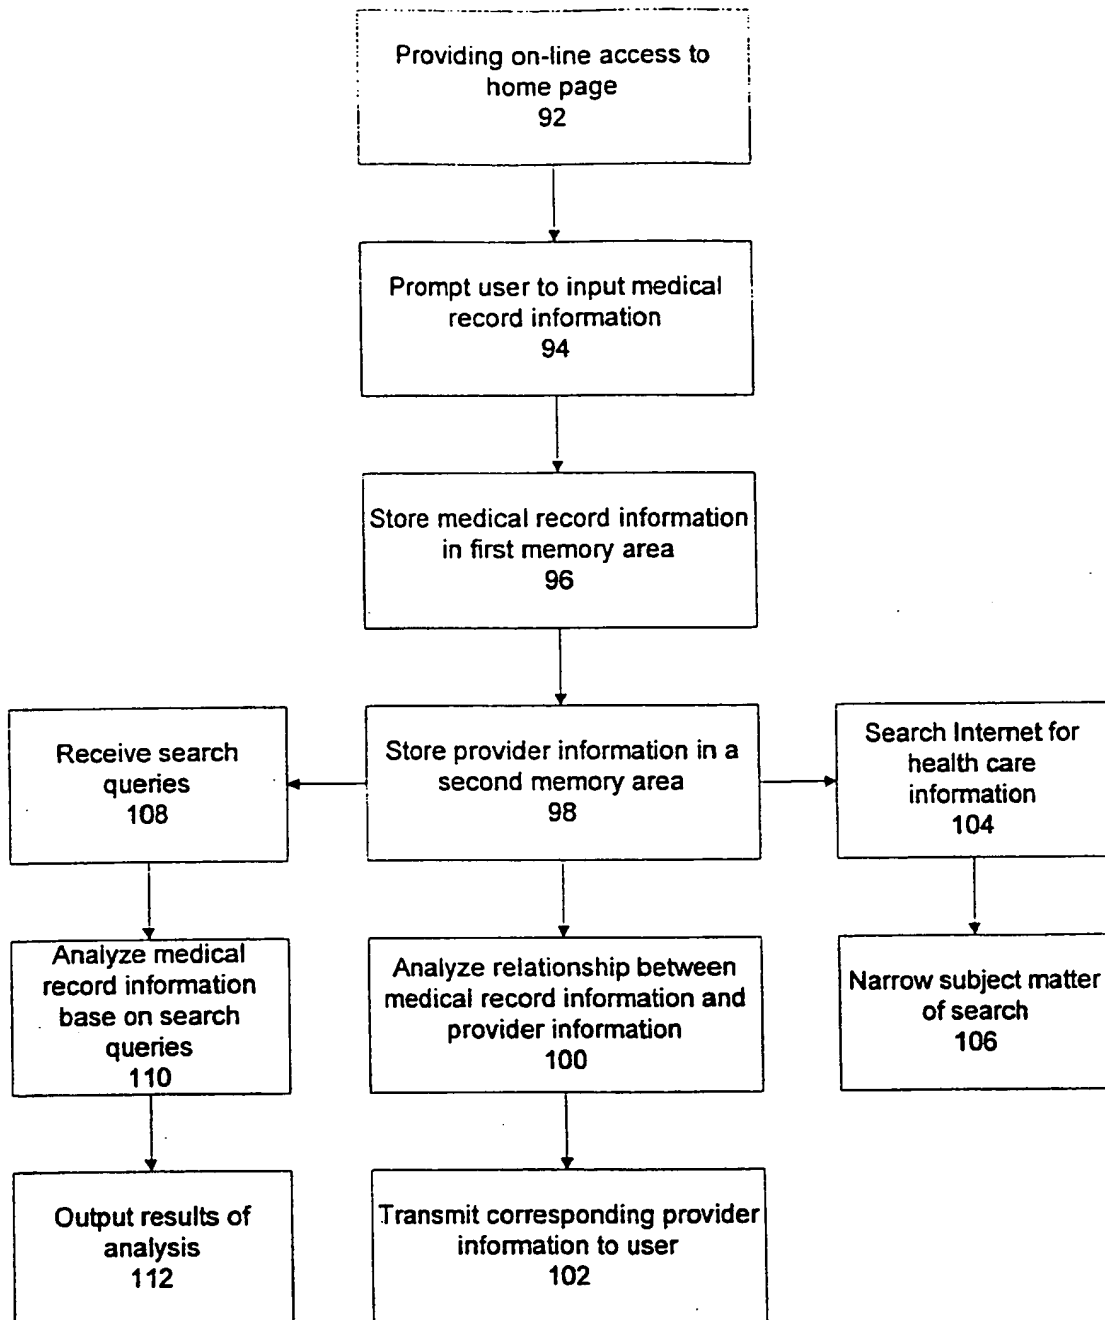 Providing on-line access to
home page
92
Prompt user to input medical
record information
94
Store medical record information
in first memory area
96
Receive search
queries
108
Store provider information in a
second memory area
98
Search Internet for
health care
information
104
Analyze medical
record information
base on search
queries
110
Analyze relationship between
medical record information and
provider information
100
Narrow subject matter
of search
106
Output results of
analysis
112
Transmit corresponding provider
information to user
102